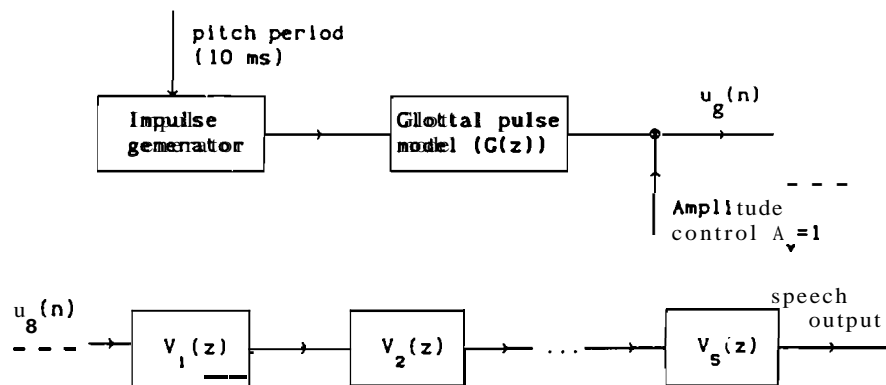 pitch period
(10 ms)
Impulse
generator
Glottal pulse
model (G(z))
u_g(n)
Amplitude
control A_v=1
u_8(n)
V_1(z)
V_2(z)
...
V_5(z)
speech
output